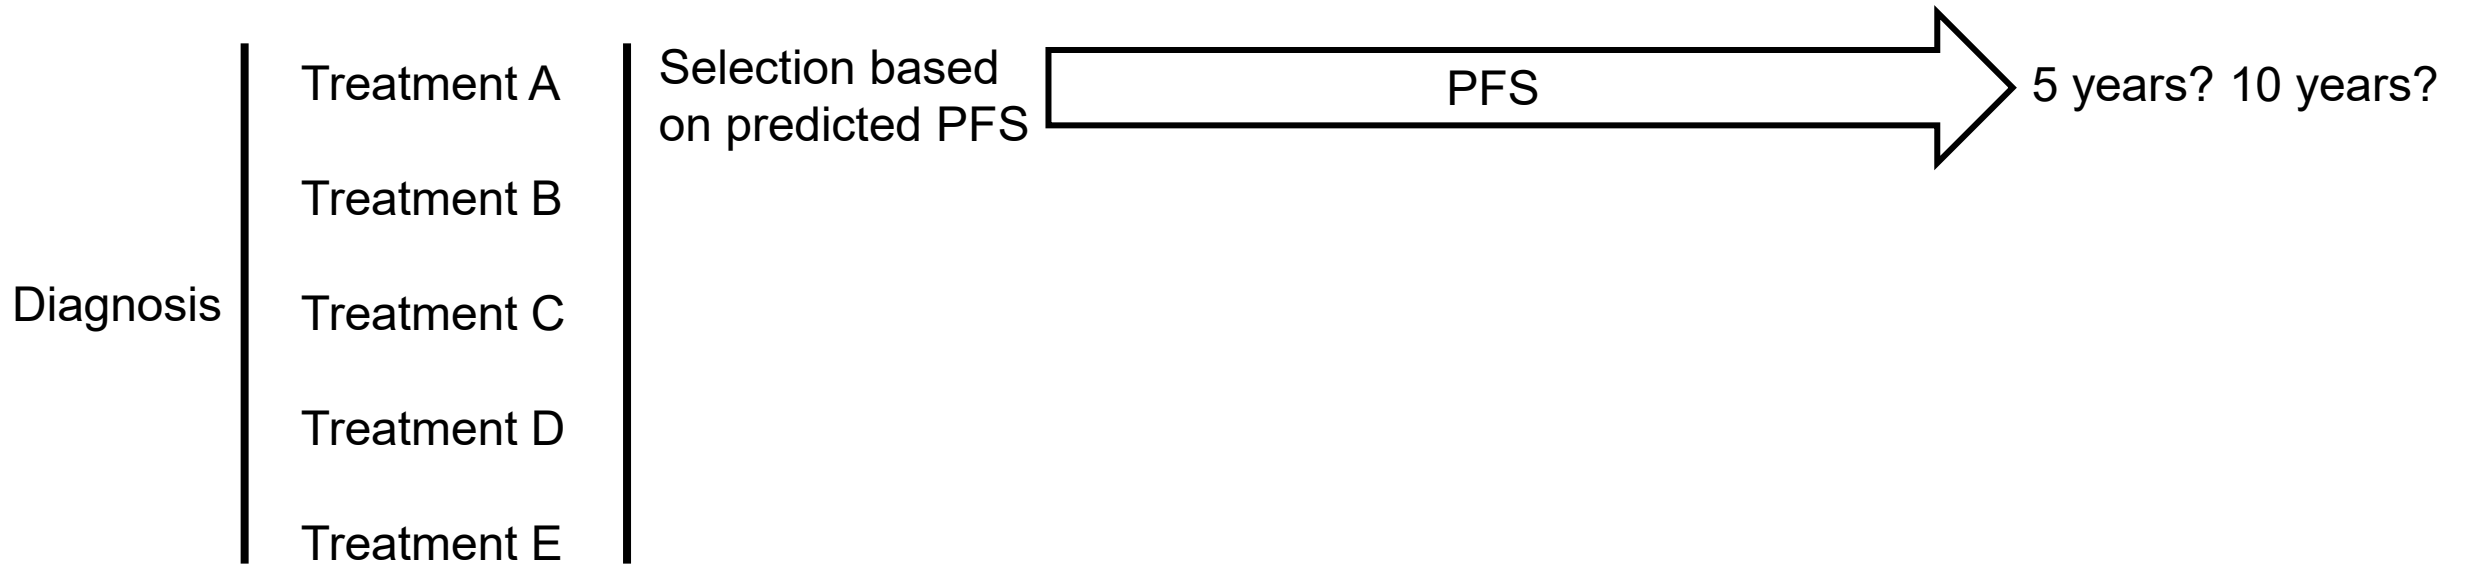 Diagnosis
Treatment A
Treatment B
Treatment C
Treatment D
Treatment E
Selection based
on predicted PFS
PFS
5 years? 10 years?